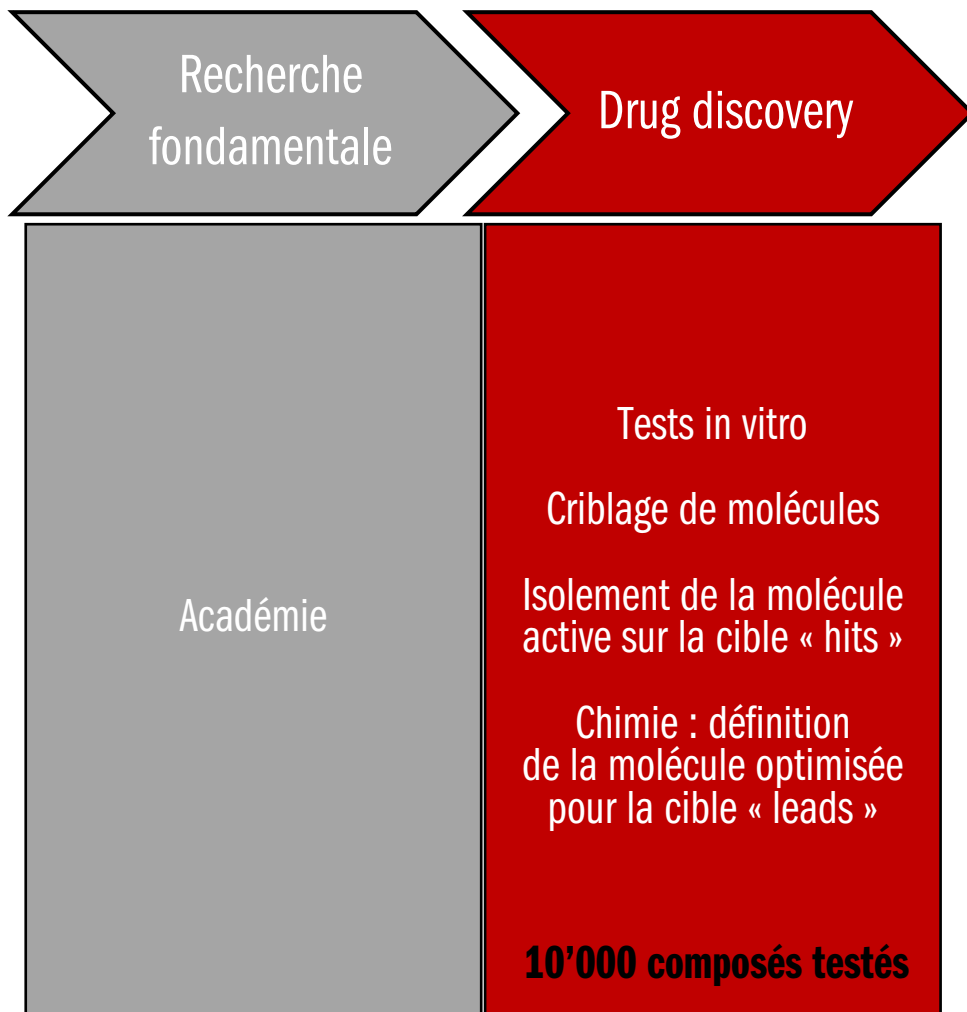 Recherche
fondamentale
Drug discovery
Académie
Tests in vitro
Criblage de molécules
Isolement de la molécule
active sur la cible « hits »
Chimie : définition
de la molécule optimisée
pour la cible « leads »
10’000 composés testés